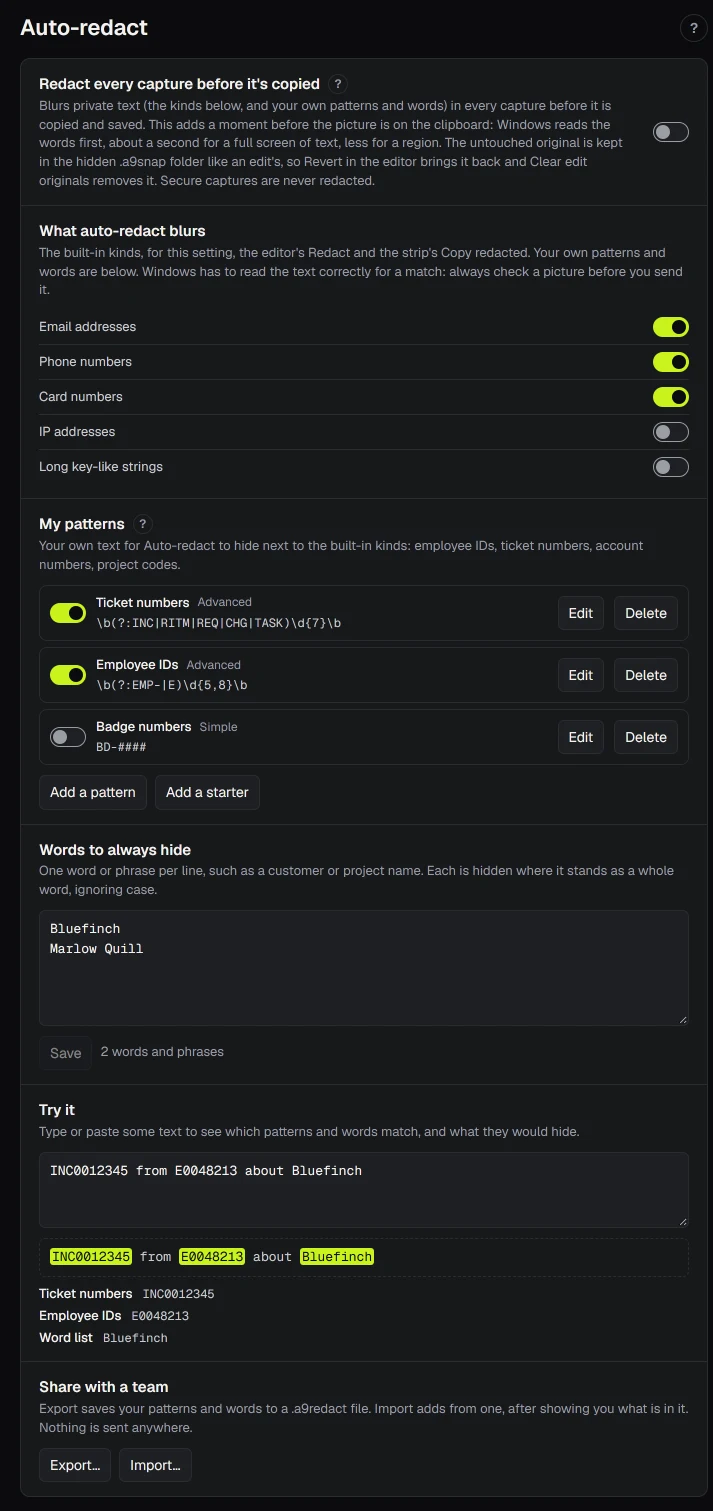 Auto-redact
?
Redact every capture before it's copied ?
Blurs private text (the kinds below, and your own patterns and words) in every capture before it is
copied and saved. This adds a moment before the picture is on the clipboard: Windows reads the
words first, about a second for a full screen of text, less for a region. The untouched original is kept
in the hidden .a9snap folder like an edit's, so Revert in the editor brings it back and Clear edit
originals removes it. Secure captures are never redacted.
What auto-redact blurs
The built-in kinds, for this setting, the editor's Redact and the strip's Copy redacted. Your own patterns and
words are below. Windows has to read the text correctly for a match: always check a picture before you send
it.
Email addresses
Phone numbers
Card numbers
IP addresses
Long key-like strings
My patterns ?
Your own text for Auto-redact to hide next to the built-in kinds: employee IDs, ticket numbers, account
numbers, project codes.
Ticket numbers Advanced
\b(?:INC|RITM|REQ|CHG|TASK)\d{7}\b
Edit Delete
Employee IDs Advanced
\b(?:EMP-|E)\d{5,8}\b
Edit Delete
Badge numbers Simple
BD-####
Edit Delete
Add a pattern Add a starter
Words to always hide
One word or phrase per line, such as a customer or project name. Each is hidden where it stands as a whole
word, ignoring case.
Bluefinch
Marlow Quill
Save 2 words and phrases
Try it
Type or paste some text to see which patterns and words match, and what they would hide.
INC0012345 from E0048213 about Bluefinch
INC0012345 from E0048213 about Bluefinch
Ticket numbers INC0012345
Employee IDs E0048213
Word list Bluefinch
Share with a team
Export saves your patterns and words to a .a9redact file. Import adds from one, after showing you what is in it.
Nothing is sent anywhere.
Export... Import...